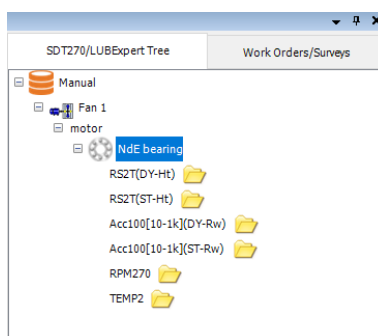 SDT270/LUBExpert Tree
Work Orders/Surveys
Manual
Fan 1
motor
NdE bearing
RS2T(DY-Ht)
RS2T(ST-Ht)
Acc100[10-1k](DY-Rw)
Acc100[10-1k](ST-Rw)
RPM270
TEMP2